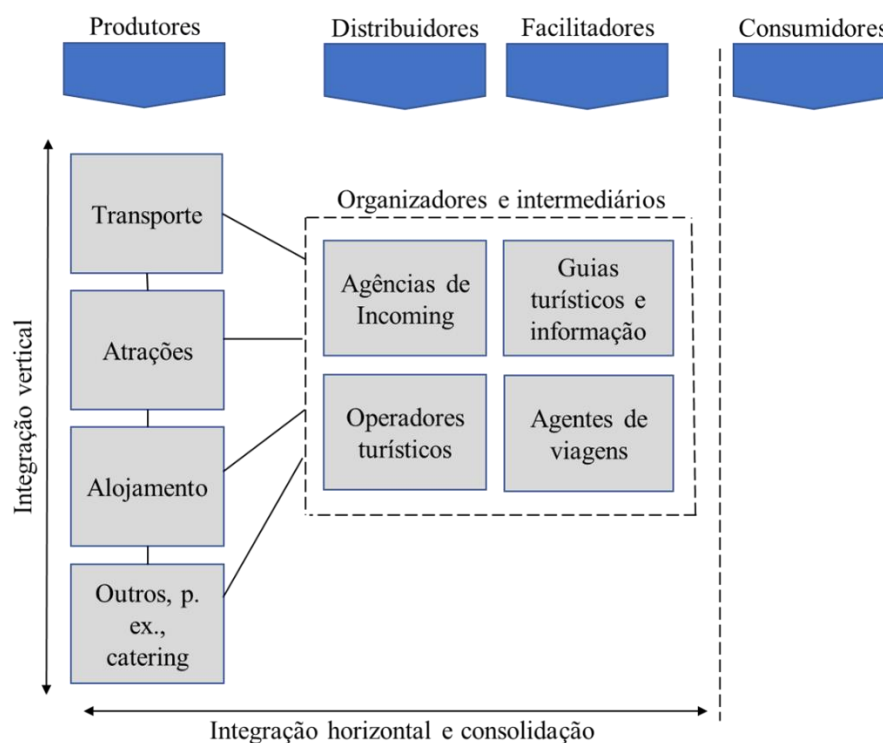 Produtores
Distribuidores
Facilitadores
Consumidores
Integração vertical
Transporte
Atrações
Alojamento
Outros, p.
ex.,
catering
Organizadores e intermediários
Agências de
Incoming
Guias
turísticos e
informação
Operadores
turísticos
Agentes de
viagens
Integração horizontal e consolidação